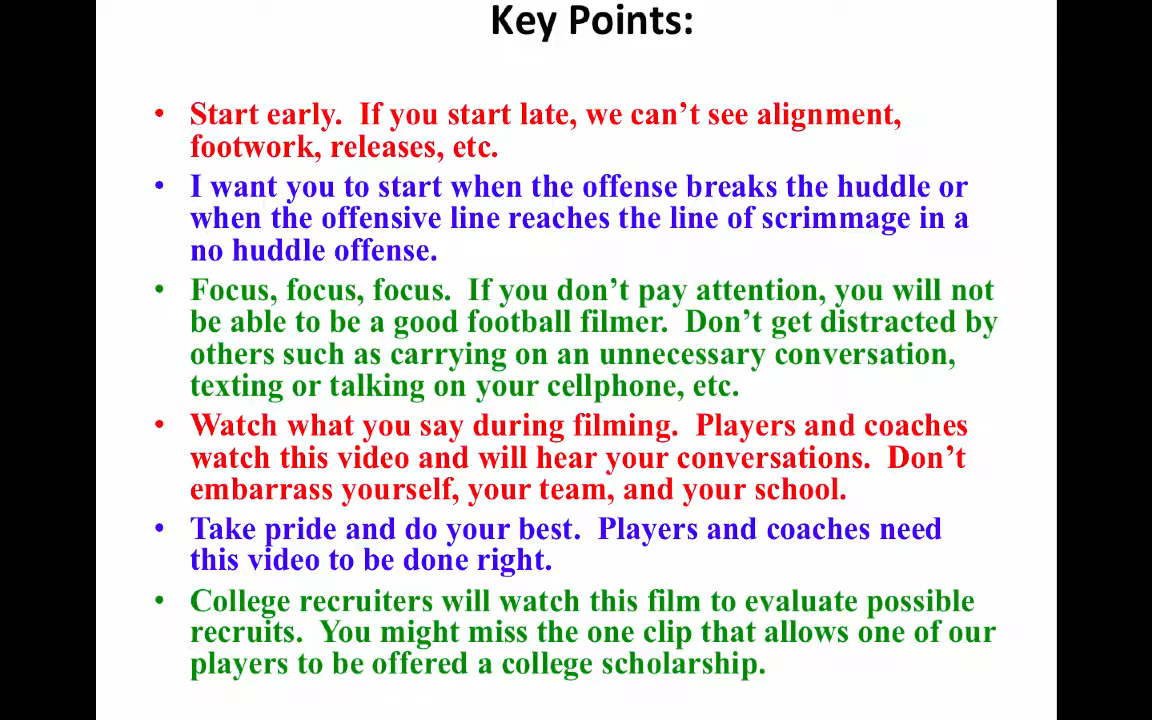 Key Points:
• Start early.  If you start late, we can’t see alignment,
footwork, releases, etc.
• I want you to start when the offense breaks the huddle or
when the offensive line reaches the line of scrimmage in a
no huddle offense.
• Focus, focus, focus.  If you don’t pay attention, you will not
be able to be a good football filmer.  Don’t get distracted by
others such as carrying on an unnecessary conversation,
texting or talking on your cellphone, etc.
• Watch what you say during filming.  Players and coaches
watch this video and will hear your conversations.  Don’t
embarrass yourself, your team, and your school.
• Take pride and do your best.  Players and coaches need
this video to be done right.
• College recruiters will watch this film to evaluate possible
recruits.  You might miss the one clip that allows one of our
players to be offered a college scholarship.